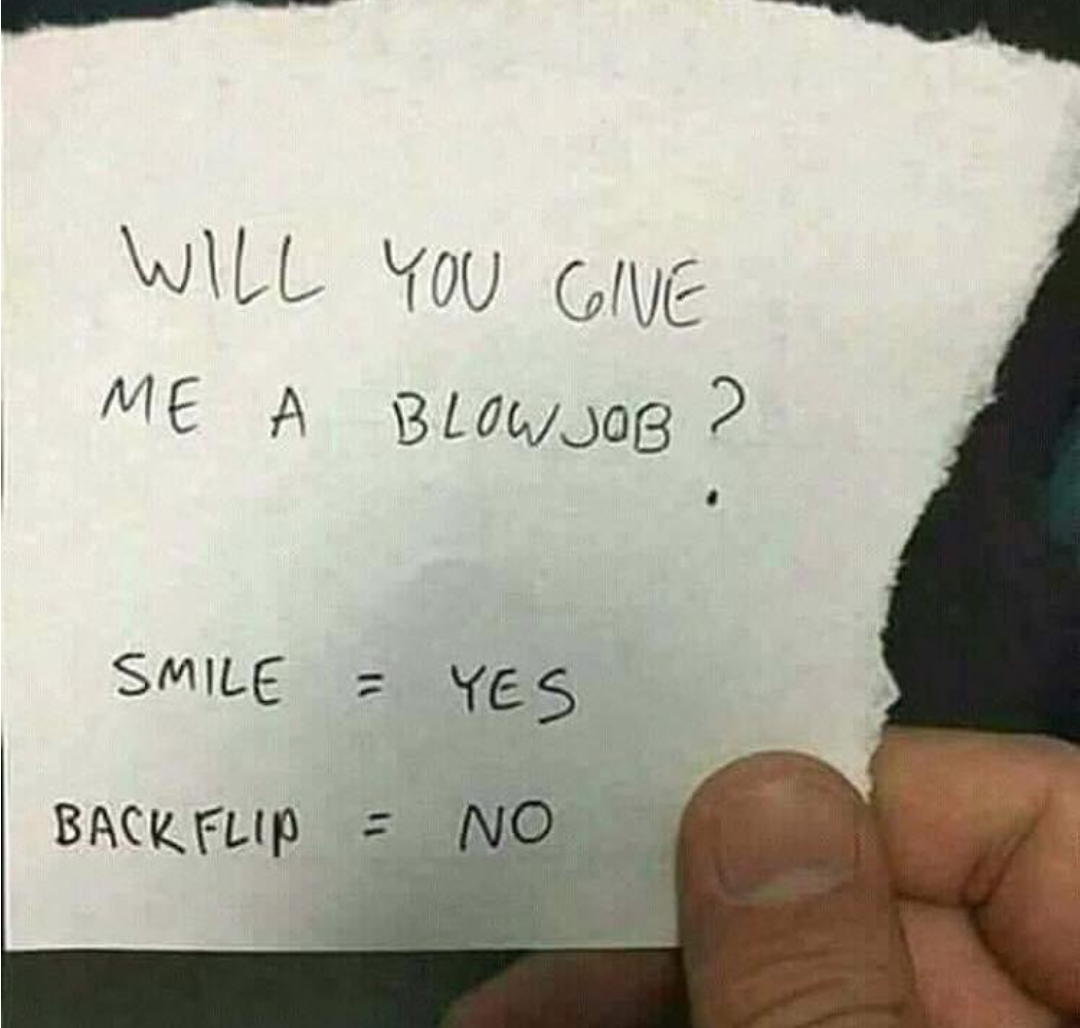 WILL YOU GIVE
ME A BLOWJOB ?
SMILE = YES
BACKFLIP = NO